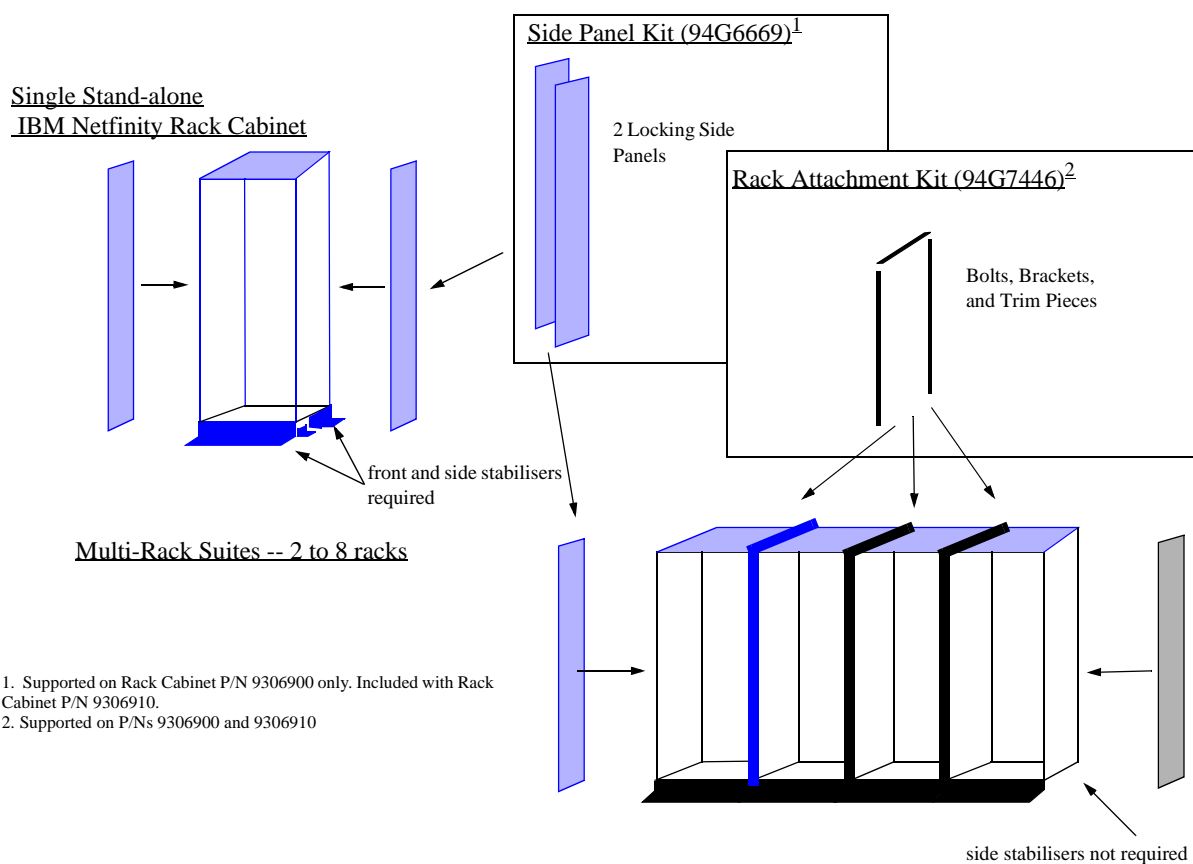 Side Panel Kit (94G6669)1
Single Stand-alone
IBM Netfinity Rack Cabinet
2 Locking Side
Panels
Rack Attachment Kit (94G7446)2
Bolts, Brackets,
and Trim Pieces
front and side stabilisers
required
Multi-Rack Suites -- 2 to 8 racks
1. Supported on Rack Cabinet P/N 9306900 only. Included with Rack
Cabinet P/N 9306910.
2. Supported on P/Ns 9306900 and 9306910
side stabilisers not required